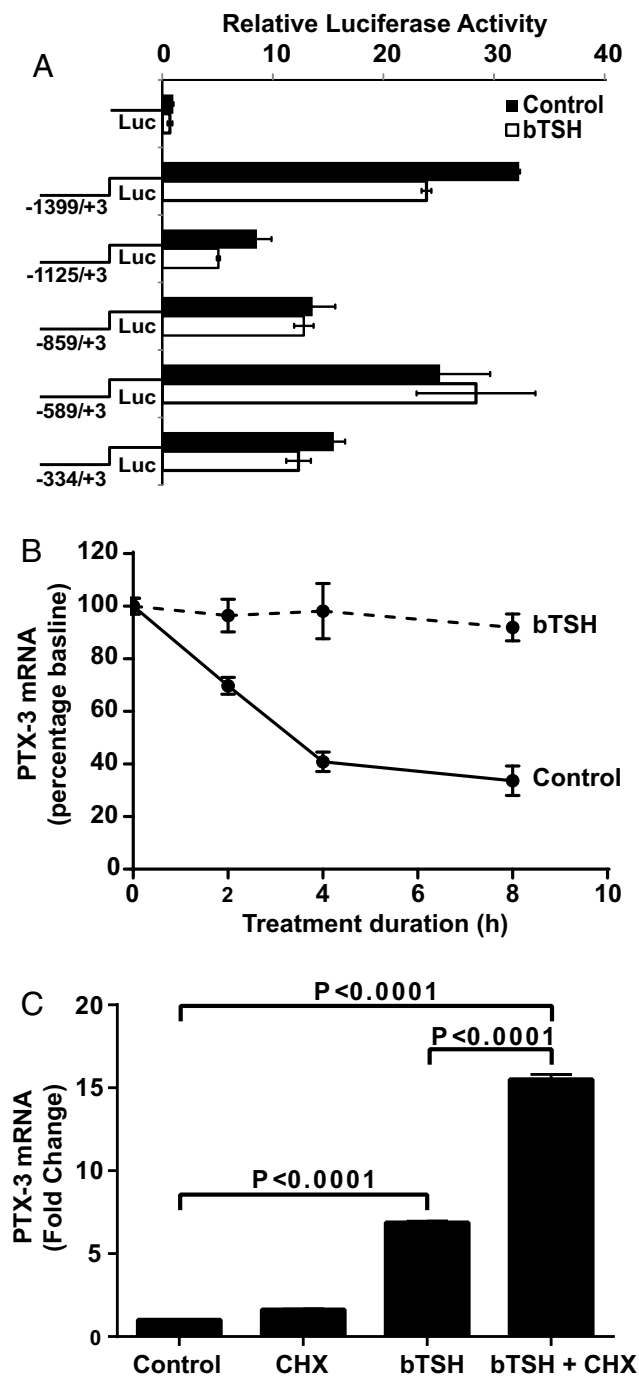 Relative Luciferase Activity
A
0 10 20 30 40
Control
bTSH
Luc
Luc
-1399/+3
Luc
-1125/+3
Luc
-859/+3
Luc
-589/+3
Luc
-334/+3
B
PTX-3 mRNA
(percentage basline)
120
100
80
60
40
20
0
bTSH
Control
0 2 4 6 8 10
Treatment duration (h)
C
PTX-3 mRNA
(Fold Change)
20
15
10
5
0
P<0.0001
P<0.0001
P<0.0001
Control CHX bTSH bTSH + CHX